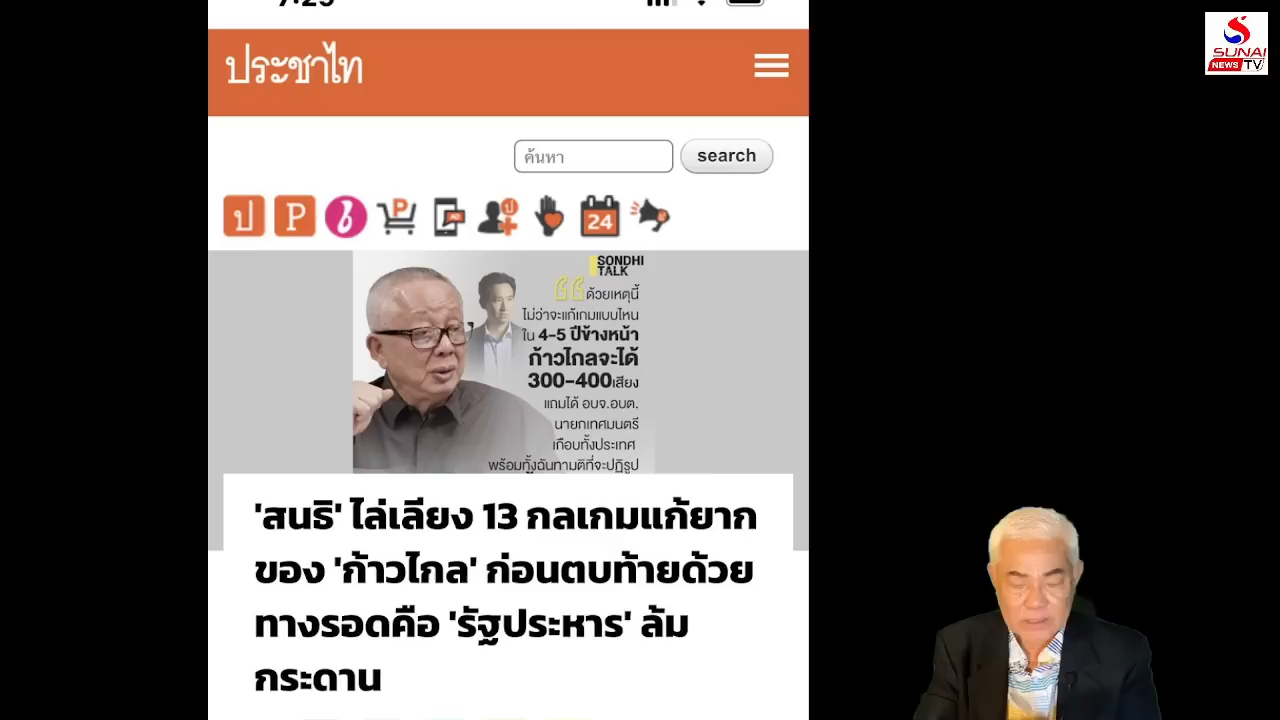 7:29
ประชาไท
SUNAI
NEWS TV
ค้นหา
search
ป
P
P
AD
ป
24
SONDHI
TALK
ด้วยเหตุนี้
ไม่ว่าจะแก้เกมแบบไหน
ใน 4-5 ปีข้างหน้า
ก้าวไกลจะได้
300-400เสียง
แถมได้ อบจ.อบต.
นายกเทศมนตรี
เกือบทั้งประเทศ
พร้อมทั้งฉันทามติที่จะปฏิรูป
'สนธิ' ไล่เลียง 13 กลเกมแก้ยาก
ของ 'ก้าวไกล' ก่อนตบท้ายด้วย
ทางรอดคือ 'รัฐประหาร' ล้ม
กระดาน